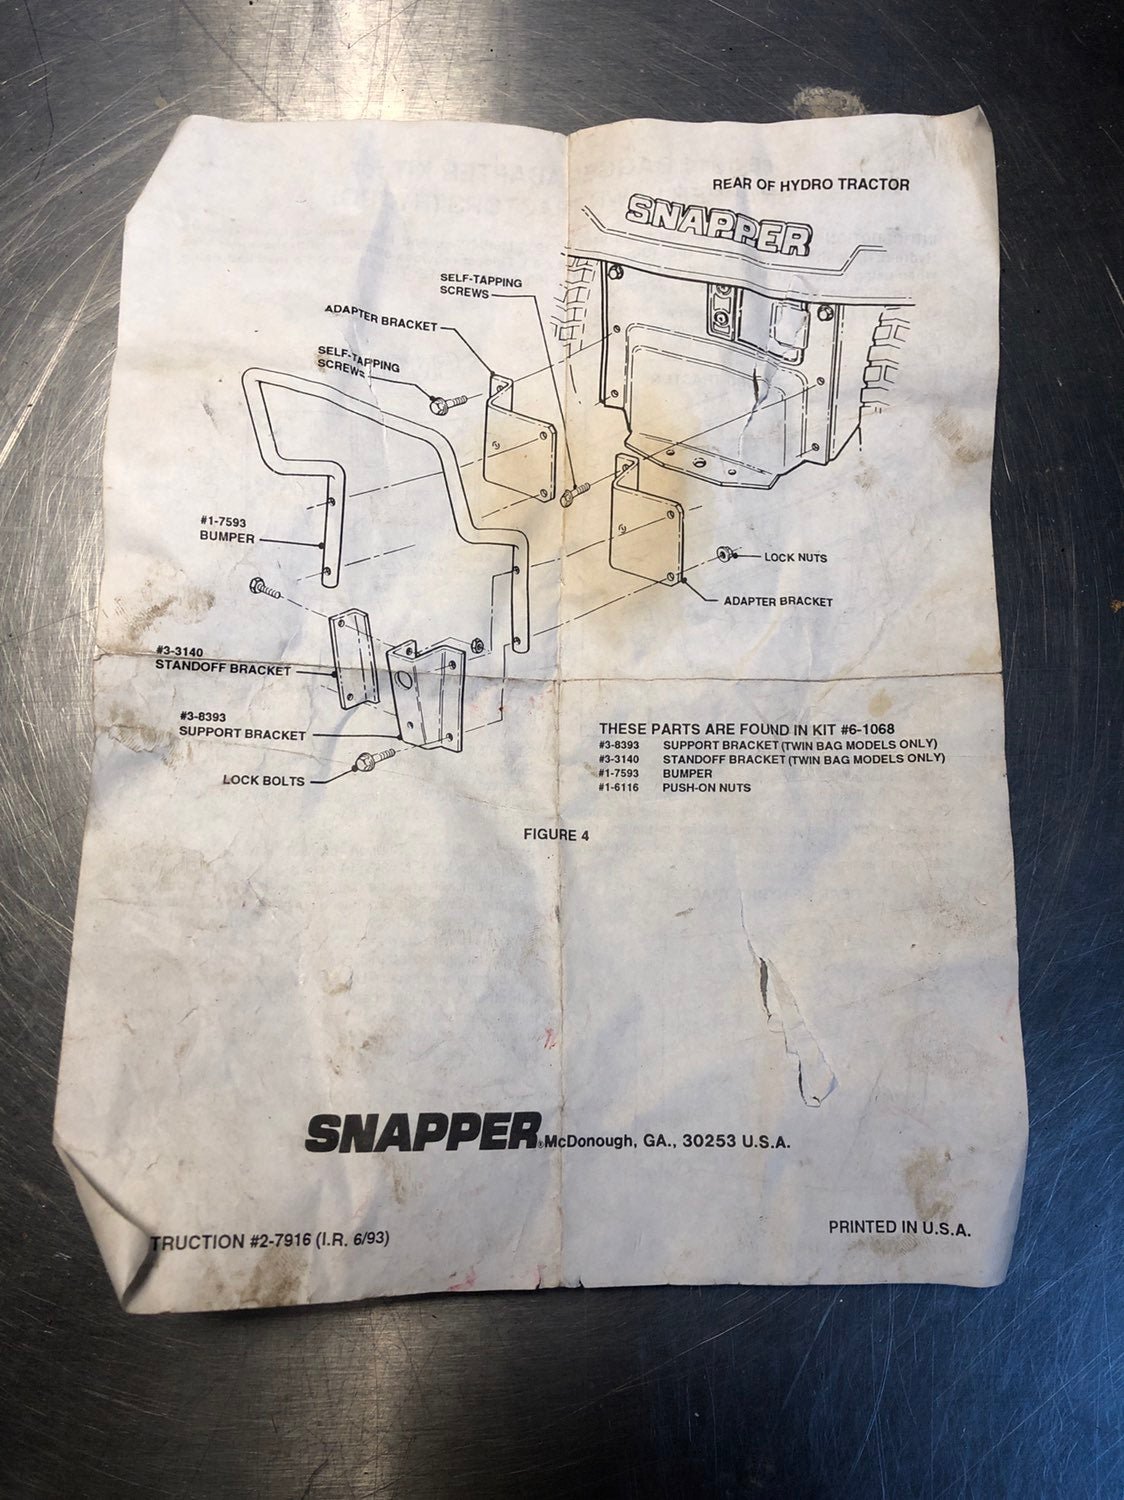 REAR OF HYDRO TRACTOR
SNAPPER
SELF-TAPPING
SCREWS
ADAPTER BRACKET
SELF-TAPPING
SCREWS
#1-7593
BUMPER
LOCK NUTS
ADAPTER BRACKET
#3-3140
STANDOFF BRACKET
#3-8393
SUPPORT BRACKET
LOCK BOLTS
THESE PARTS ARE FOUND IN KIT #6-1068
#3-8393 SUPPORT BRACKET (TWIN BAG MODELS ONLY)
#3-3140 STANDOFF BRACKET (TWIN BAG MODELS ONLY)
#1-7593 BUMPER
#1-6116 PUSH-ON NUTS
FIGURE 4
SNAPPER® McDonough, GA., 30253 U.S.A.
TRUCTION #2-7916 (I.R. 6/93)
PRINTED IN U.S.A.